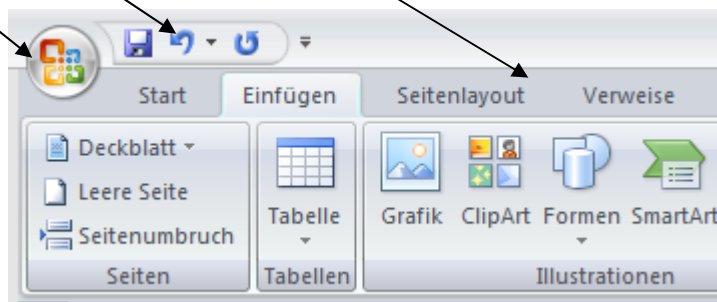 Start Einfügen Seitenlayout Verweise
Deckblatt
Leere Seite
Seitenumbruch
Tabelle
Grafik ClipArt Formen SmartArt
Seiten Tabellen Illustrationen